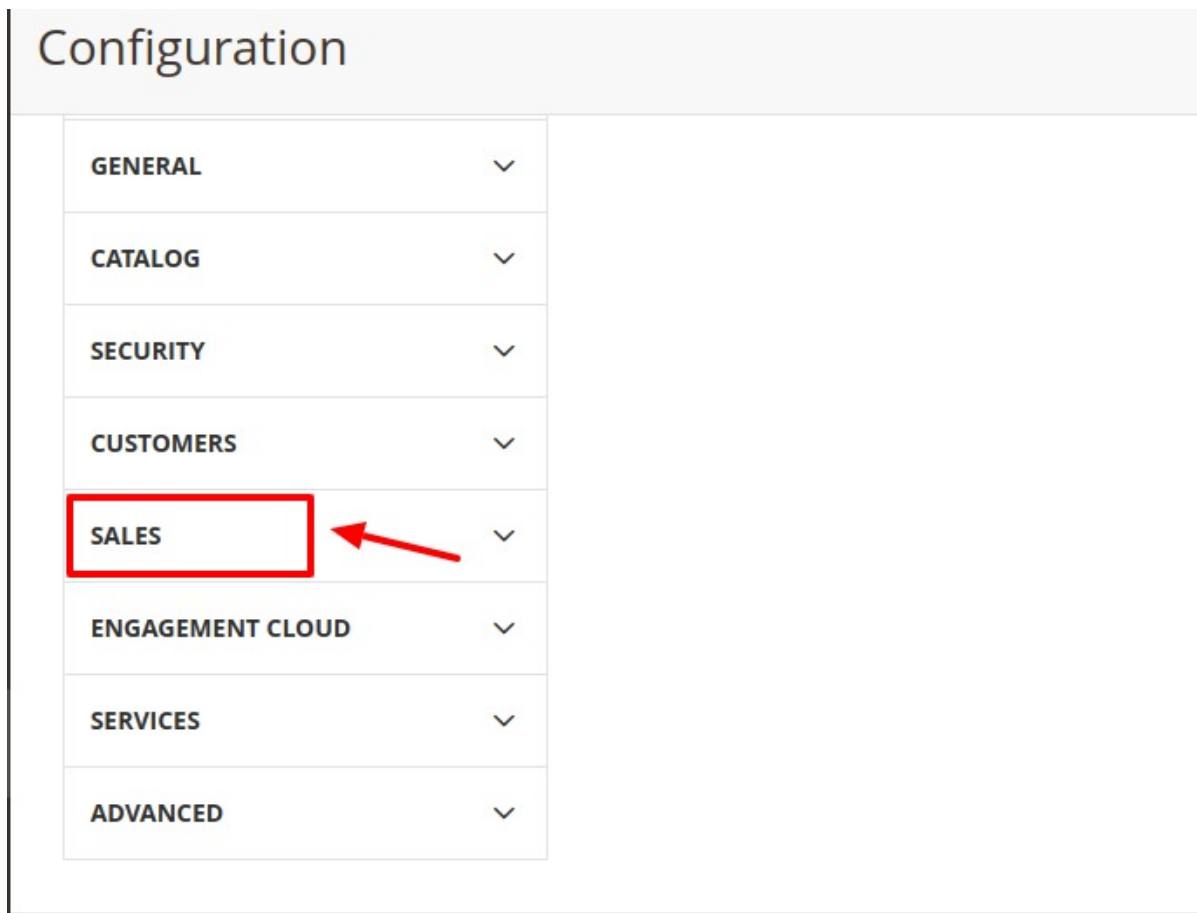 Configuration
GENERAL
CATALOG
SECURITY
CUSTOMERS
SALES
ENGAGEMENT CLOUD
SERVICES
ADVANCED